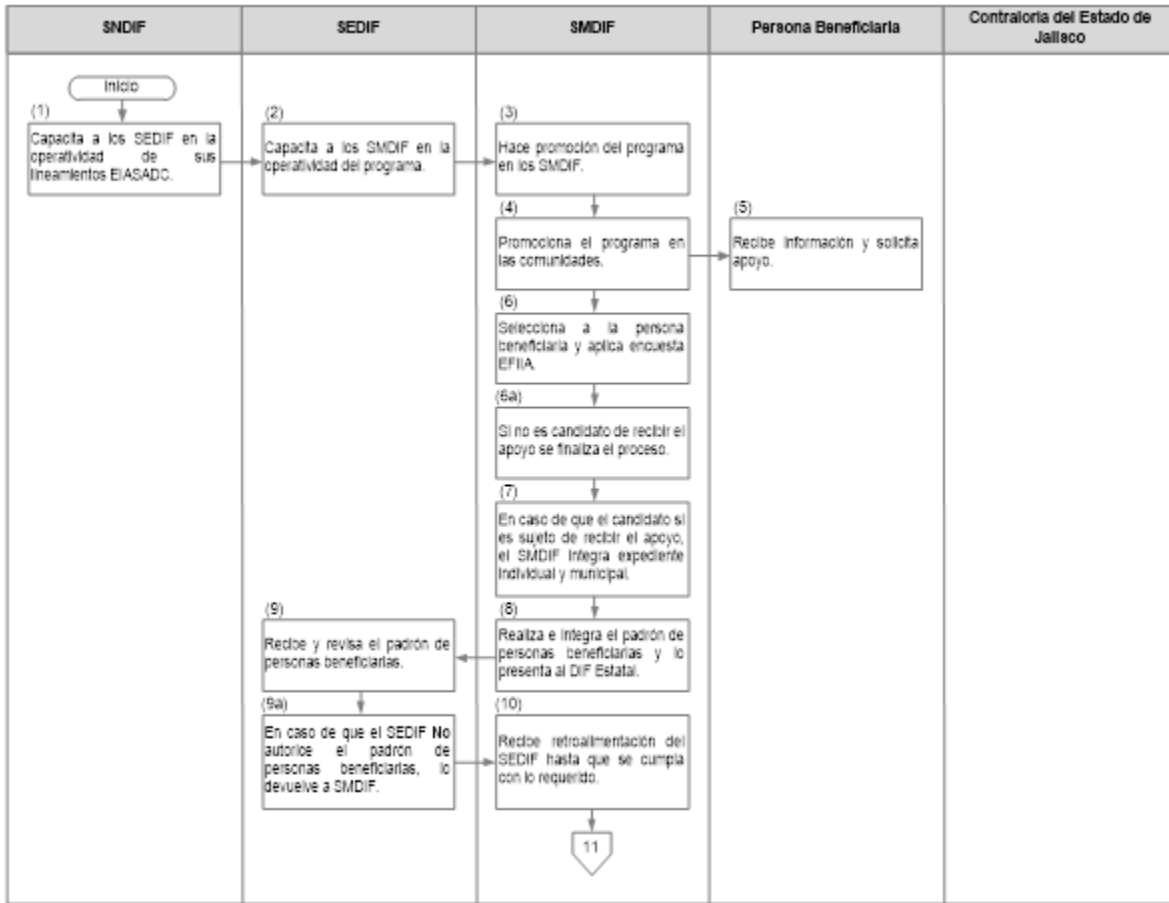 SNDIF
SEDIF
SMDIF
Persona Beneficiaria
Contraloria del Estado de
Jalisco
Inicio
(1)
Capacita a los SEDIF en la
operatividad de sus
lineamientos EIASADC.
(2)
Capacita a los SMDIF en la
operatividad del programa.
(3)
Hace promoción del programa
en los SMDIF.
(4)
Promociona el programa en
las comunidades.
(5)
Recibe información y solicita
apoyo.
(6)
Selecciona a la persona
beneficiaria y aplica encuesta
EFIIA.
(6a)
Si no es candidato de recibir el
apoyo se finaliza el proceso.
(7)
En caso de que el candidato si
es sujeto de recibir el apoyo,
el SMDIF integra expediente
individual y municipal.
(8)
Realiza e integra el padrón de
personas beneficiarias y lo
presenta al DIF Estatal.
(9)
Recibe y revisa el padrón de
personas beneficiarias.
(9a)
En caso de que el SEDIF No
autorice el padrón de
personas beneficiarias, lo
devuelve a SMDIF.
(10)
Recibe retroalimentación del
SEDIF hasta que se cumpla
con lo requerido.
11